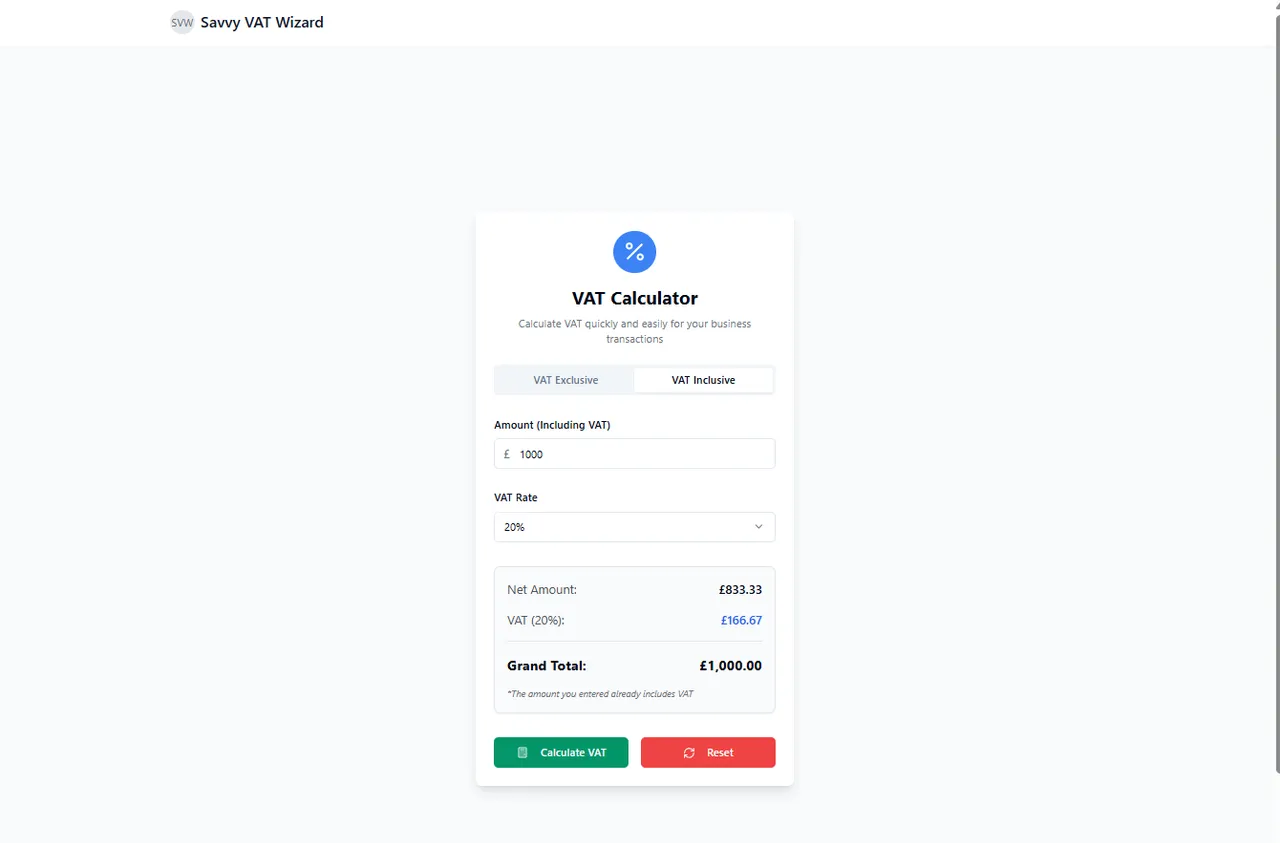 SVW Savvy VAT Wizard
VAT Calculator
Calculate VAT quickly and easily for your business
transactions
VAT Exclusive VAT Inclusive
Amount (Including VAT)
£ 1000
VAT Rate
20%
Net Amount: £833.33
VAT (20%): £166.67
Grand Total: £1,000.00
*The amount you entered already includes VAT
Calculate VAT Reset